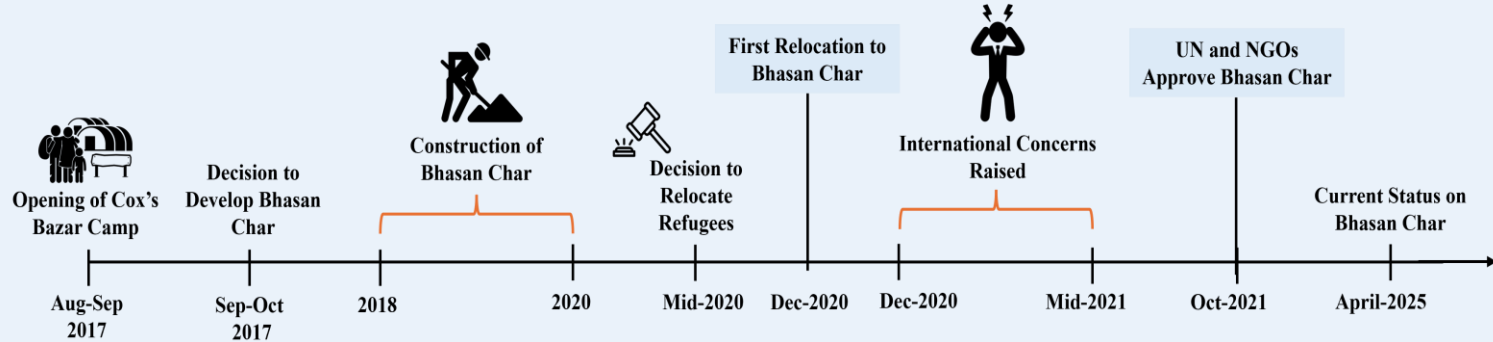 Opening of Cox's
Bazar Camp
Aug-Sep
2017
Decision to
Develop Bhasan
Char
Sep-Oct
2017
Construction of
Bhasan Char
2018
2020
Decision to
Relocate
Refugees
Mid-2020
First Relocation to
Bhasan Char
Dec-2020
International Concerns
Raised
Dec-2020
Mid-2021
UN and NGOs
Approve Bhasan Char
Oct-2021
Current Status on
Bhasan Char
April-2025